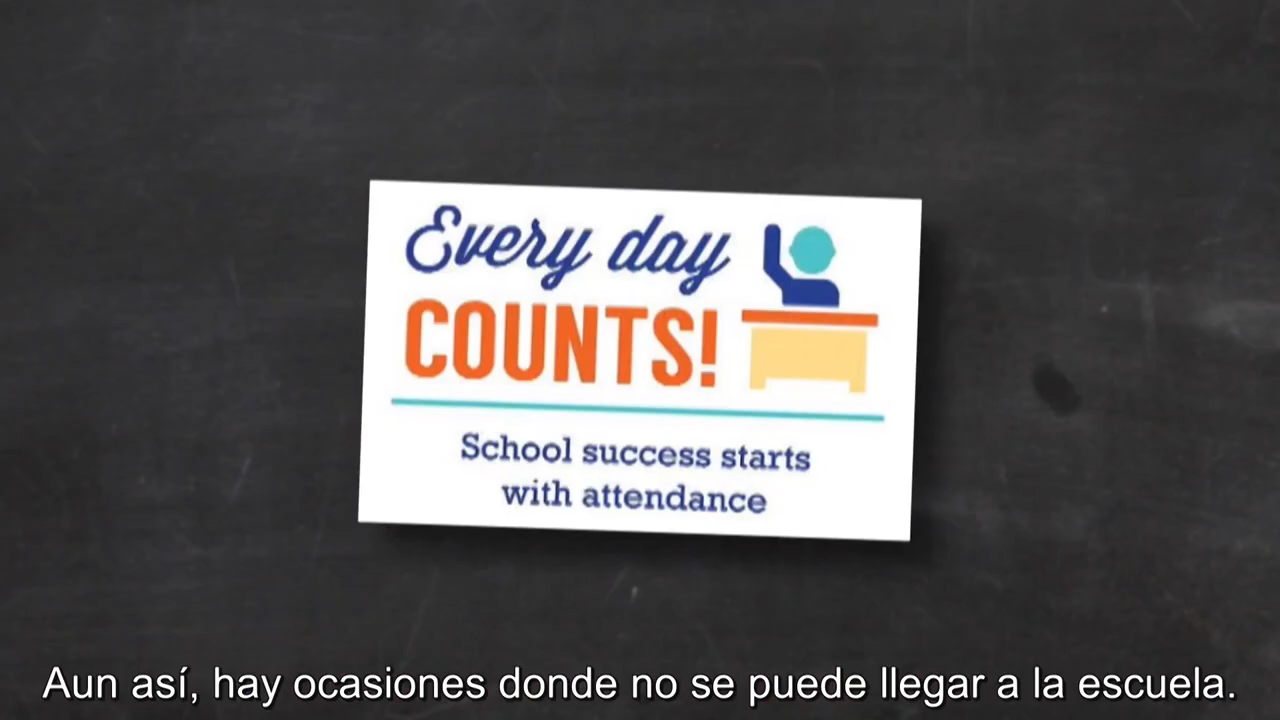 Every day
COUNTS!
School success starts
with attendance
Aun así, hay ocasiones donde no se puede llegar a la escuela.